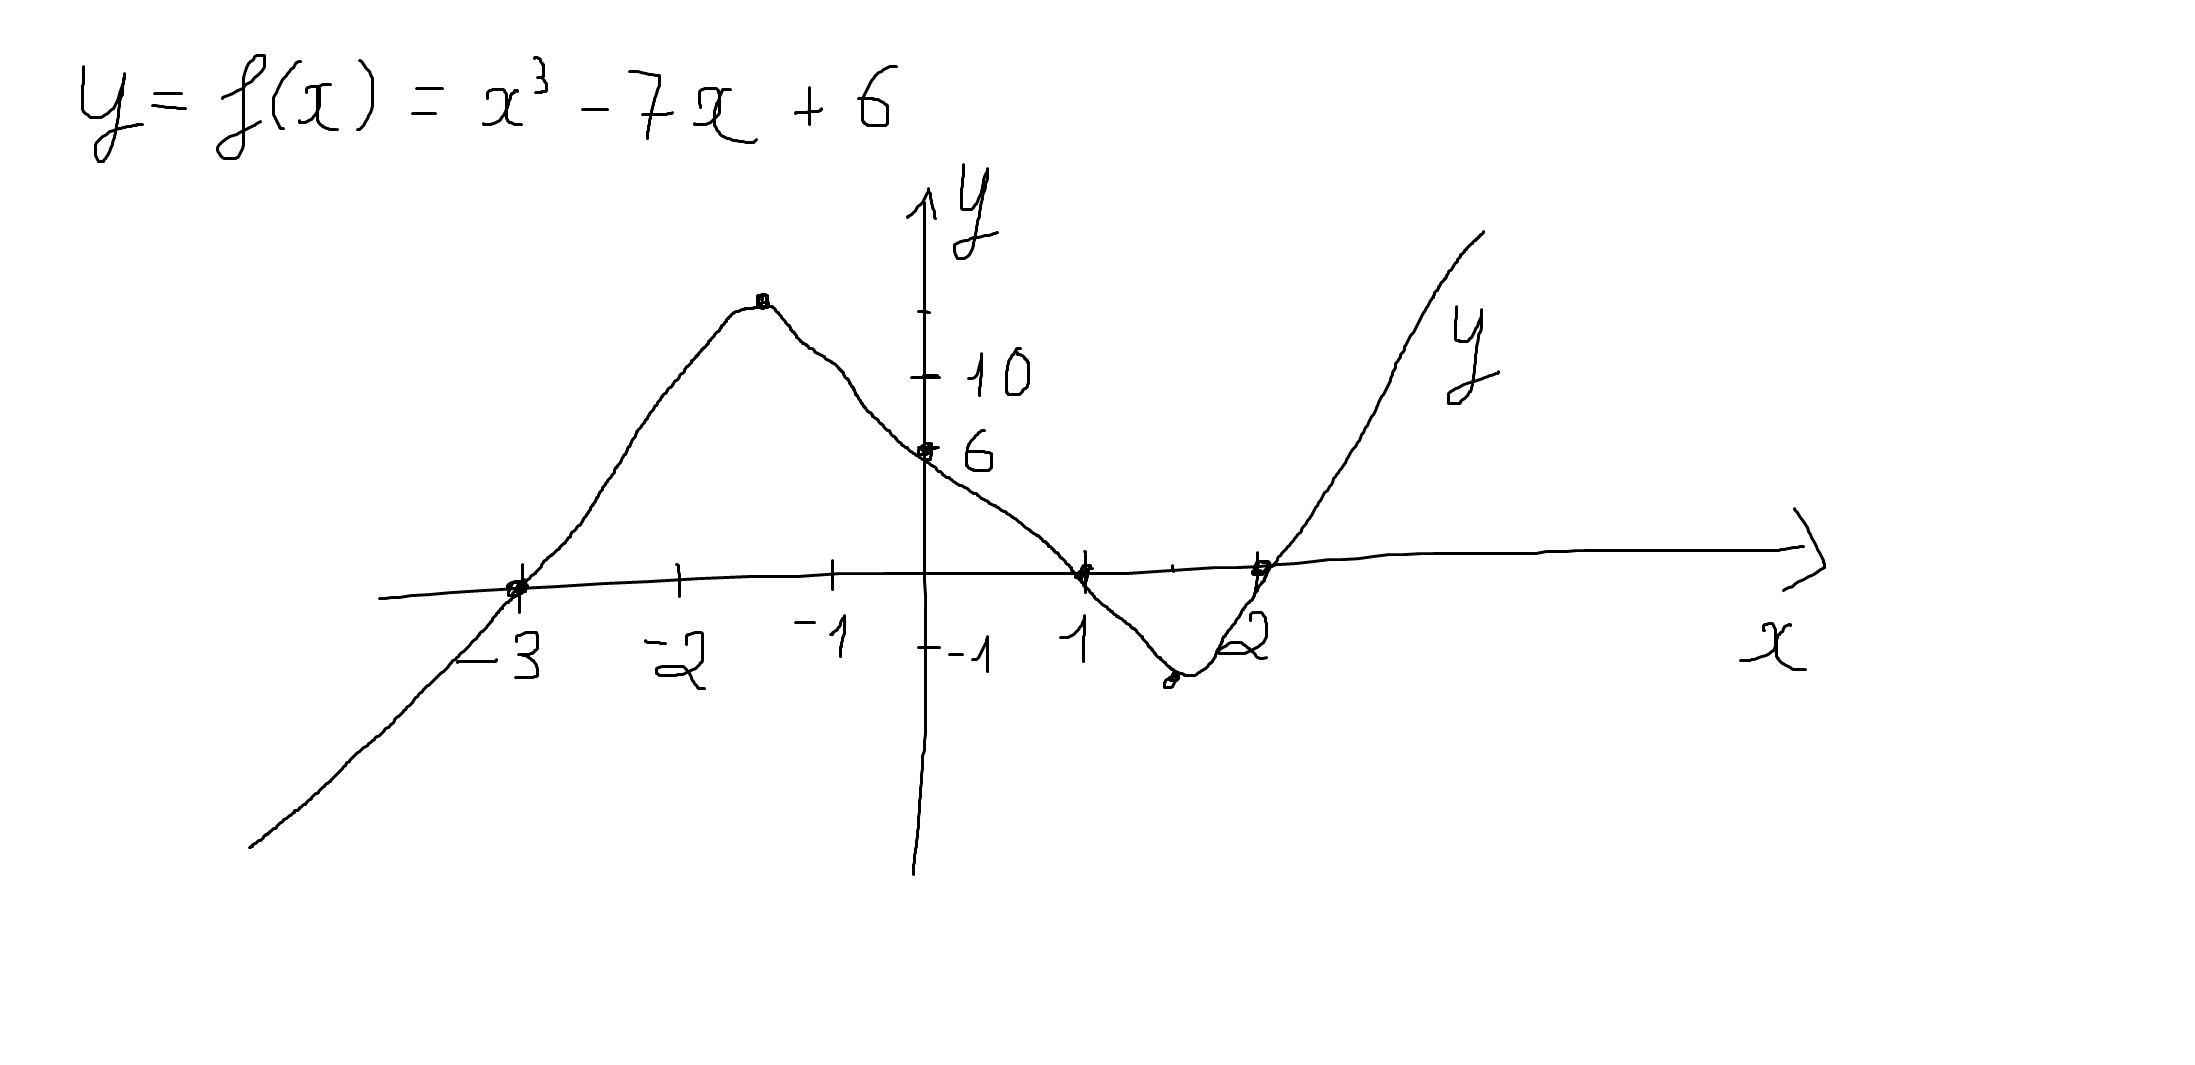 y = f(x) = x³ - 7x + 6
y
y
10
6
-3 -2 -1 -1 1 2 x